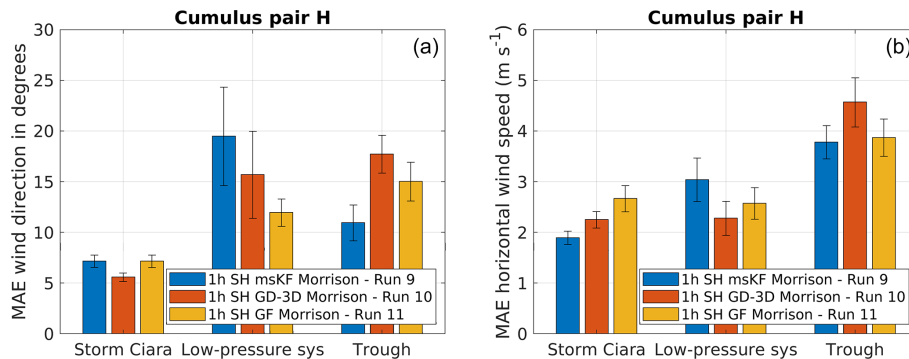 Cumulus pair H
(a)
MAE wind direction in degrees
30
25
20
15
10
5
0
1h SH msKF Morrison - Run 9
1h SH GD-3D Morrison - Run 10
1h SH GF Morrison - Run 11
Storm Ciara
Low-pressure sys
Trough
Cumulus pair H
(b)
MAE horizontal wind speed (m s-1)
6
5
4
3
2
1
0
1h SH msKF Morrison - Run 9
1h SH GD-3D Morrison - Run 10
1h SH GF Morrison - Run 11
Storm Ciara
Low-pressure sys
Trough